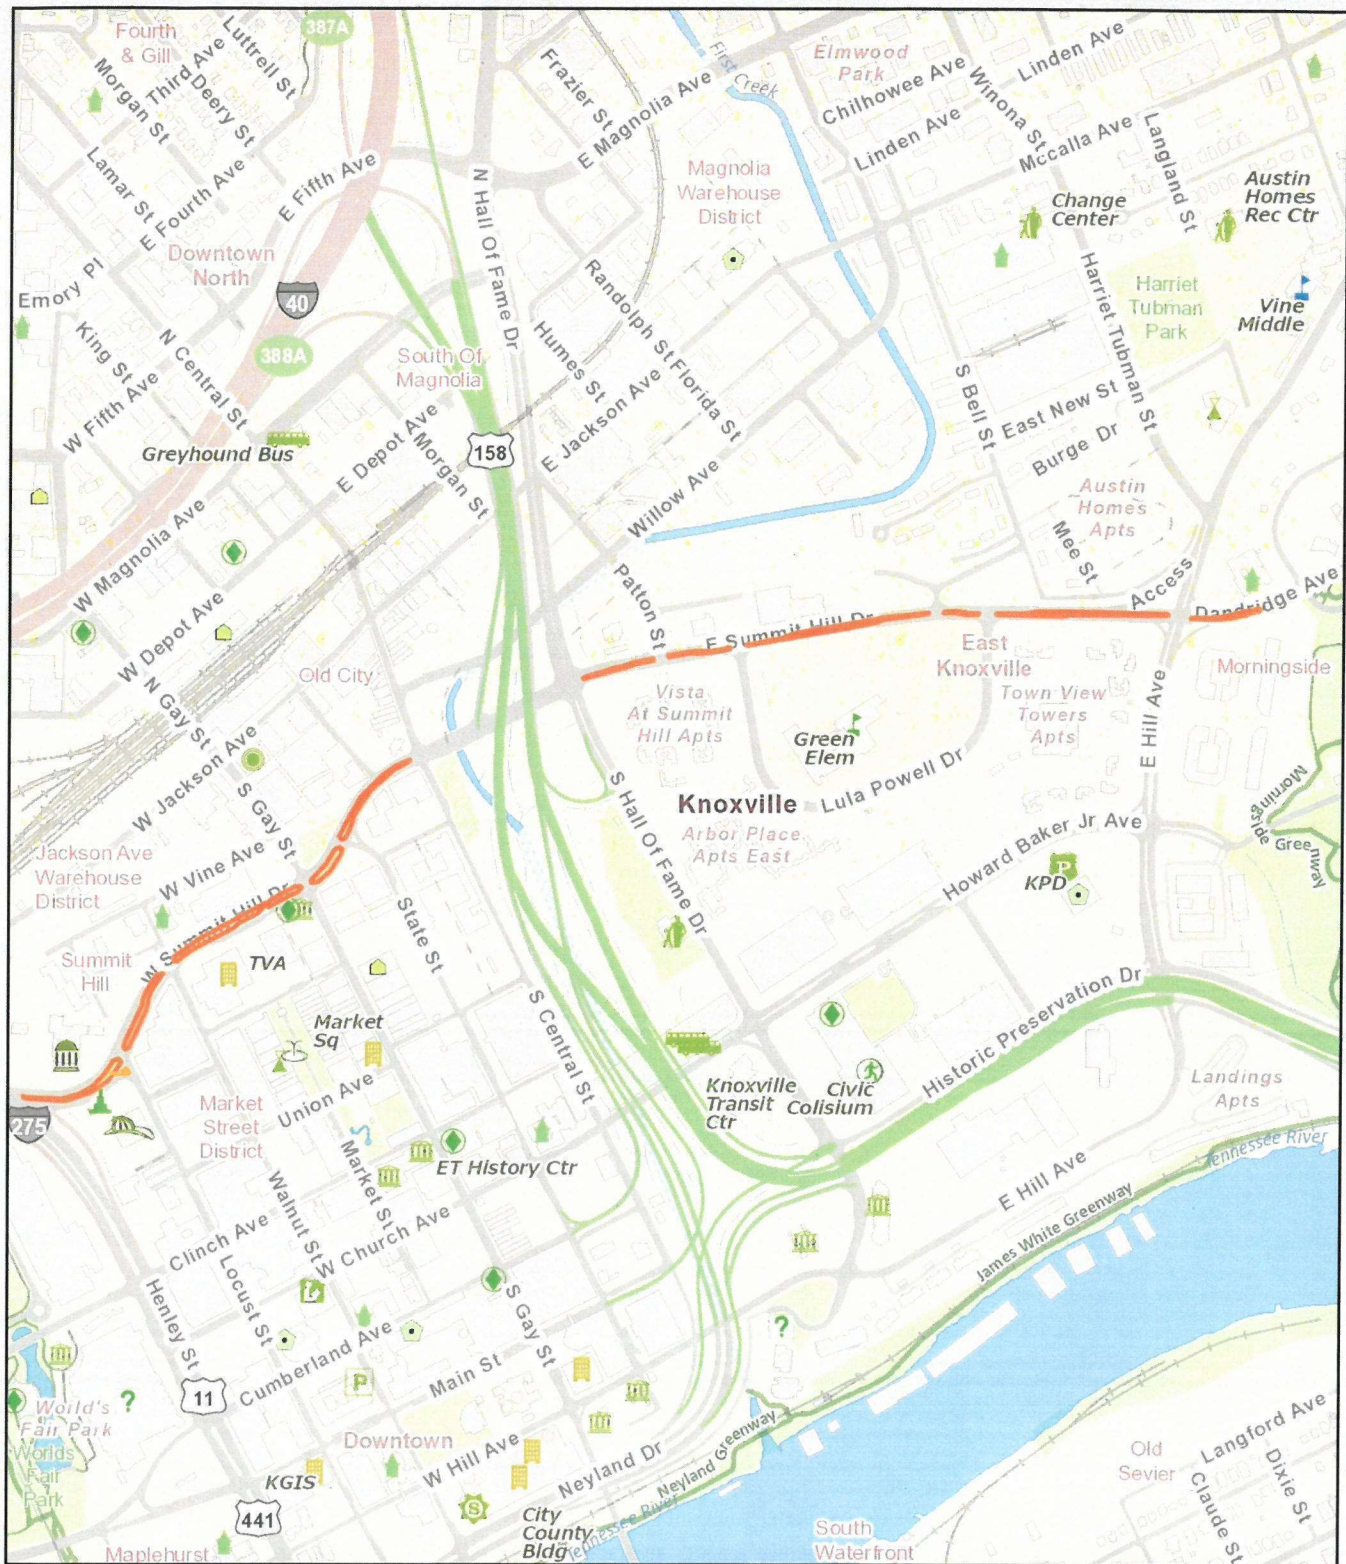 387A
Fourth
& Gill
Luttrell St
Third Ave
Deery St
Morgan St
Frazier St
First Creek
Elmwood
Park
Linden Ave
Chilhowee Ave
Winona St
E Magnolia Ave
Linden Ave
Mccalla Ave
Langland St
Lamar St
E Fourth Ave
E Fifth Ave
N Hall Of Fame Dr
Magnolia
Warehouse
District
Change
Center
Austin
Homes
Rec Ctr
Downtown
North
Emory Pl
40
Randolph St
Harriet Tubman St
Harriet
Tubman
Park
Vine
Middle
King St
N Central St
388A
South Of
Magnolia
Humes St
Florida St
S Bell St
W Fifth Ave
E Jackson Ave
East New St
Greyhound Bus
E Depot Ave
Morgan St
158
Burge Dr
Willow Ave
Austin
Homes
Apts
W Magnolia Ave
Mee St
Patton St
Access
Dandridge Ave
W Depot Ave
E Summit Hill Dr
East
Knoxville
Morningside
Old City
N Gay St
Vista
At Summit
Hill Apts
Town View
Towers
Apts
E Hill Ave
Green
Elem
W Jackson Ave
S Gay St
S Hall Of Fame Dr
Lula Powell Dr
Knoxville
Morningside Greenway
Arbor Place
Apts East
Howard Baker Jr Ave
Jackson Ave
Warehouse
District
W Vine Ave
KPD
W Summit Hill Dr
State St
Summit
Hill
TVA
S Central St
Historic Preservation Dr
Market
Sq
Union Ave
Knoxville
Transit
Ctr
Civic
Colisium
Landings
Apts
275
Market
Street
District
Market St
ET History Ctr
Tennessee River
E Hill Ave
Walnut St
W Church Ave
James White Greenway
Clinch Ave
Locust St
Henley St
S Gay St
?
Cumberland Ave
Main St
P
11
?
World's
Fair Park
Worlds
Fair
Park
Downtown
W Hill Ave
Neyland Dr
Neyland Greenway
Langford Ave
Old
Sevier
Dixie St
Claude St
KGIS
441
S
City
County
Bldg
Tennessee River
South
Waterfront
Maplehurst